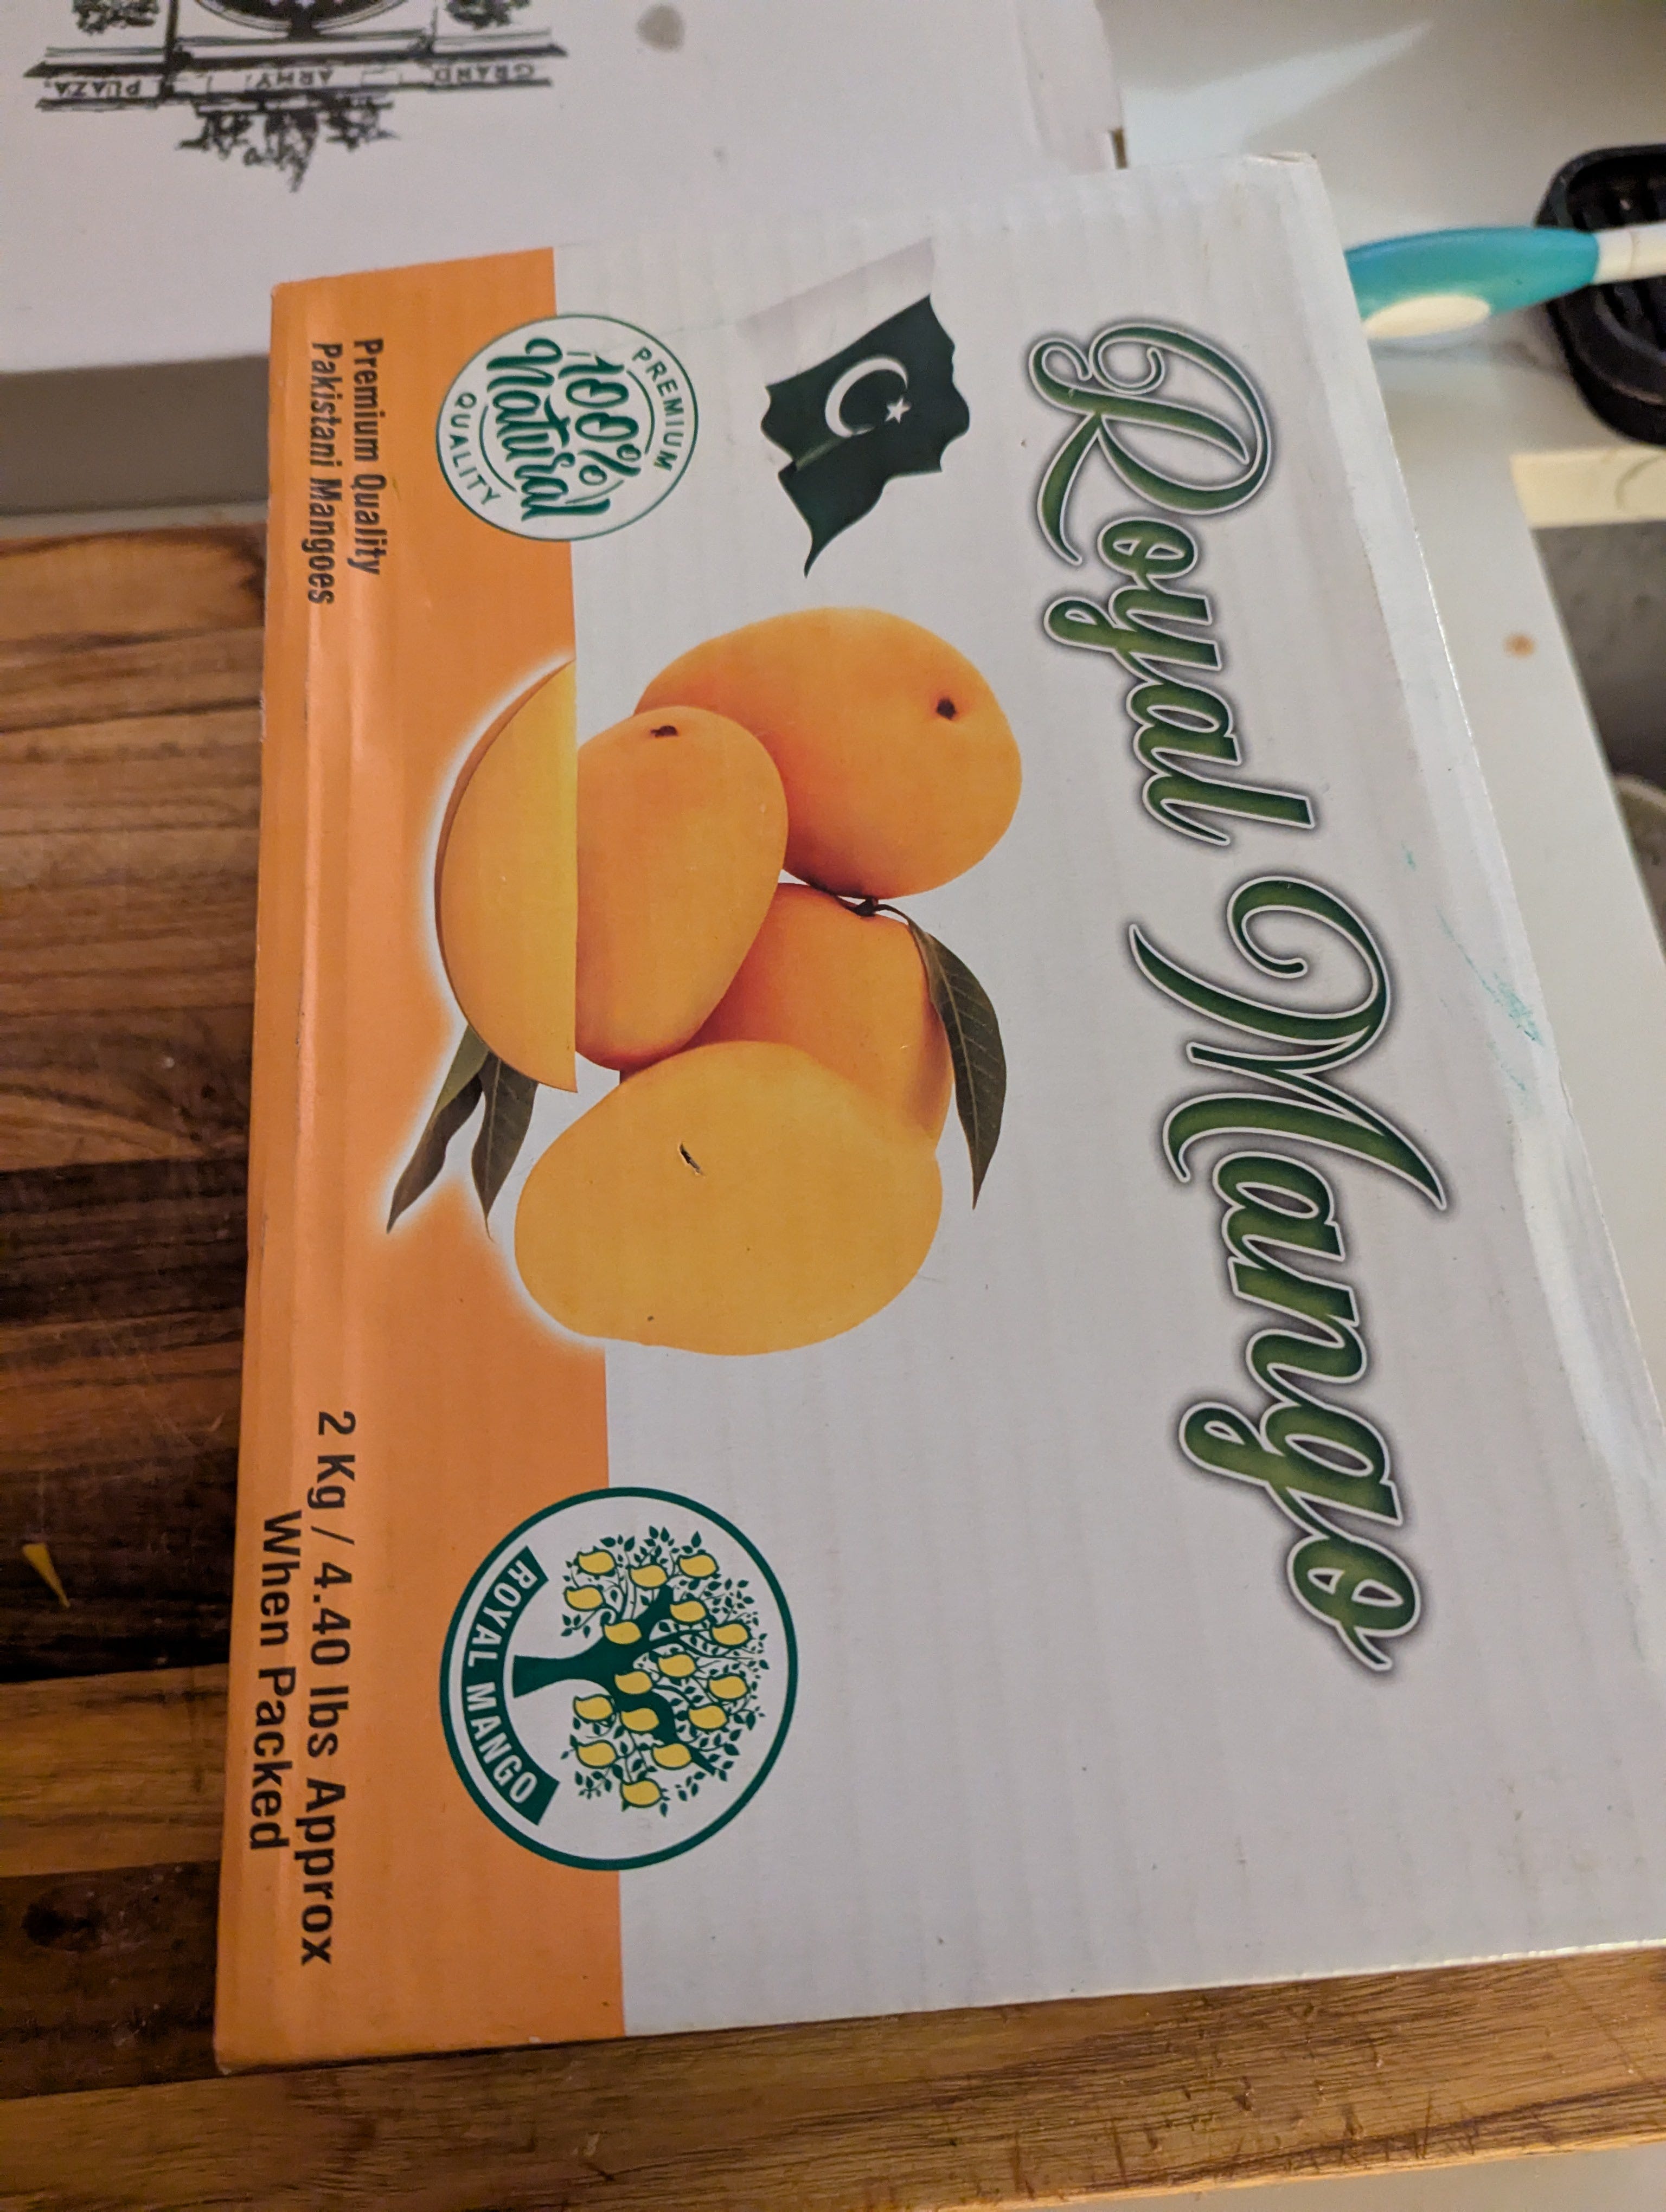 GRAND ARMY PLAZA
Royal Mango
PREMIUM
100%
Natural
QUALITY
Premium Quality
Pakistani Mangoes
ROYAL MANGO
2 Kg / 4.40 lbs Approx
When Packed